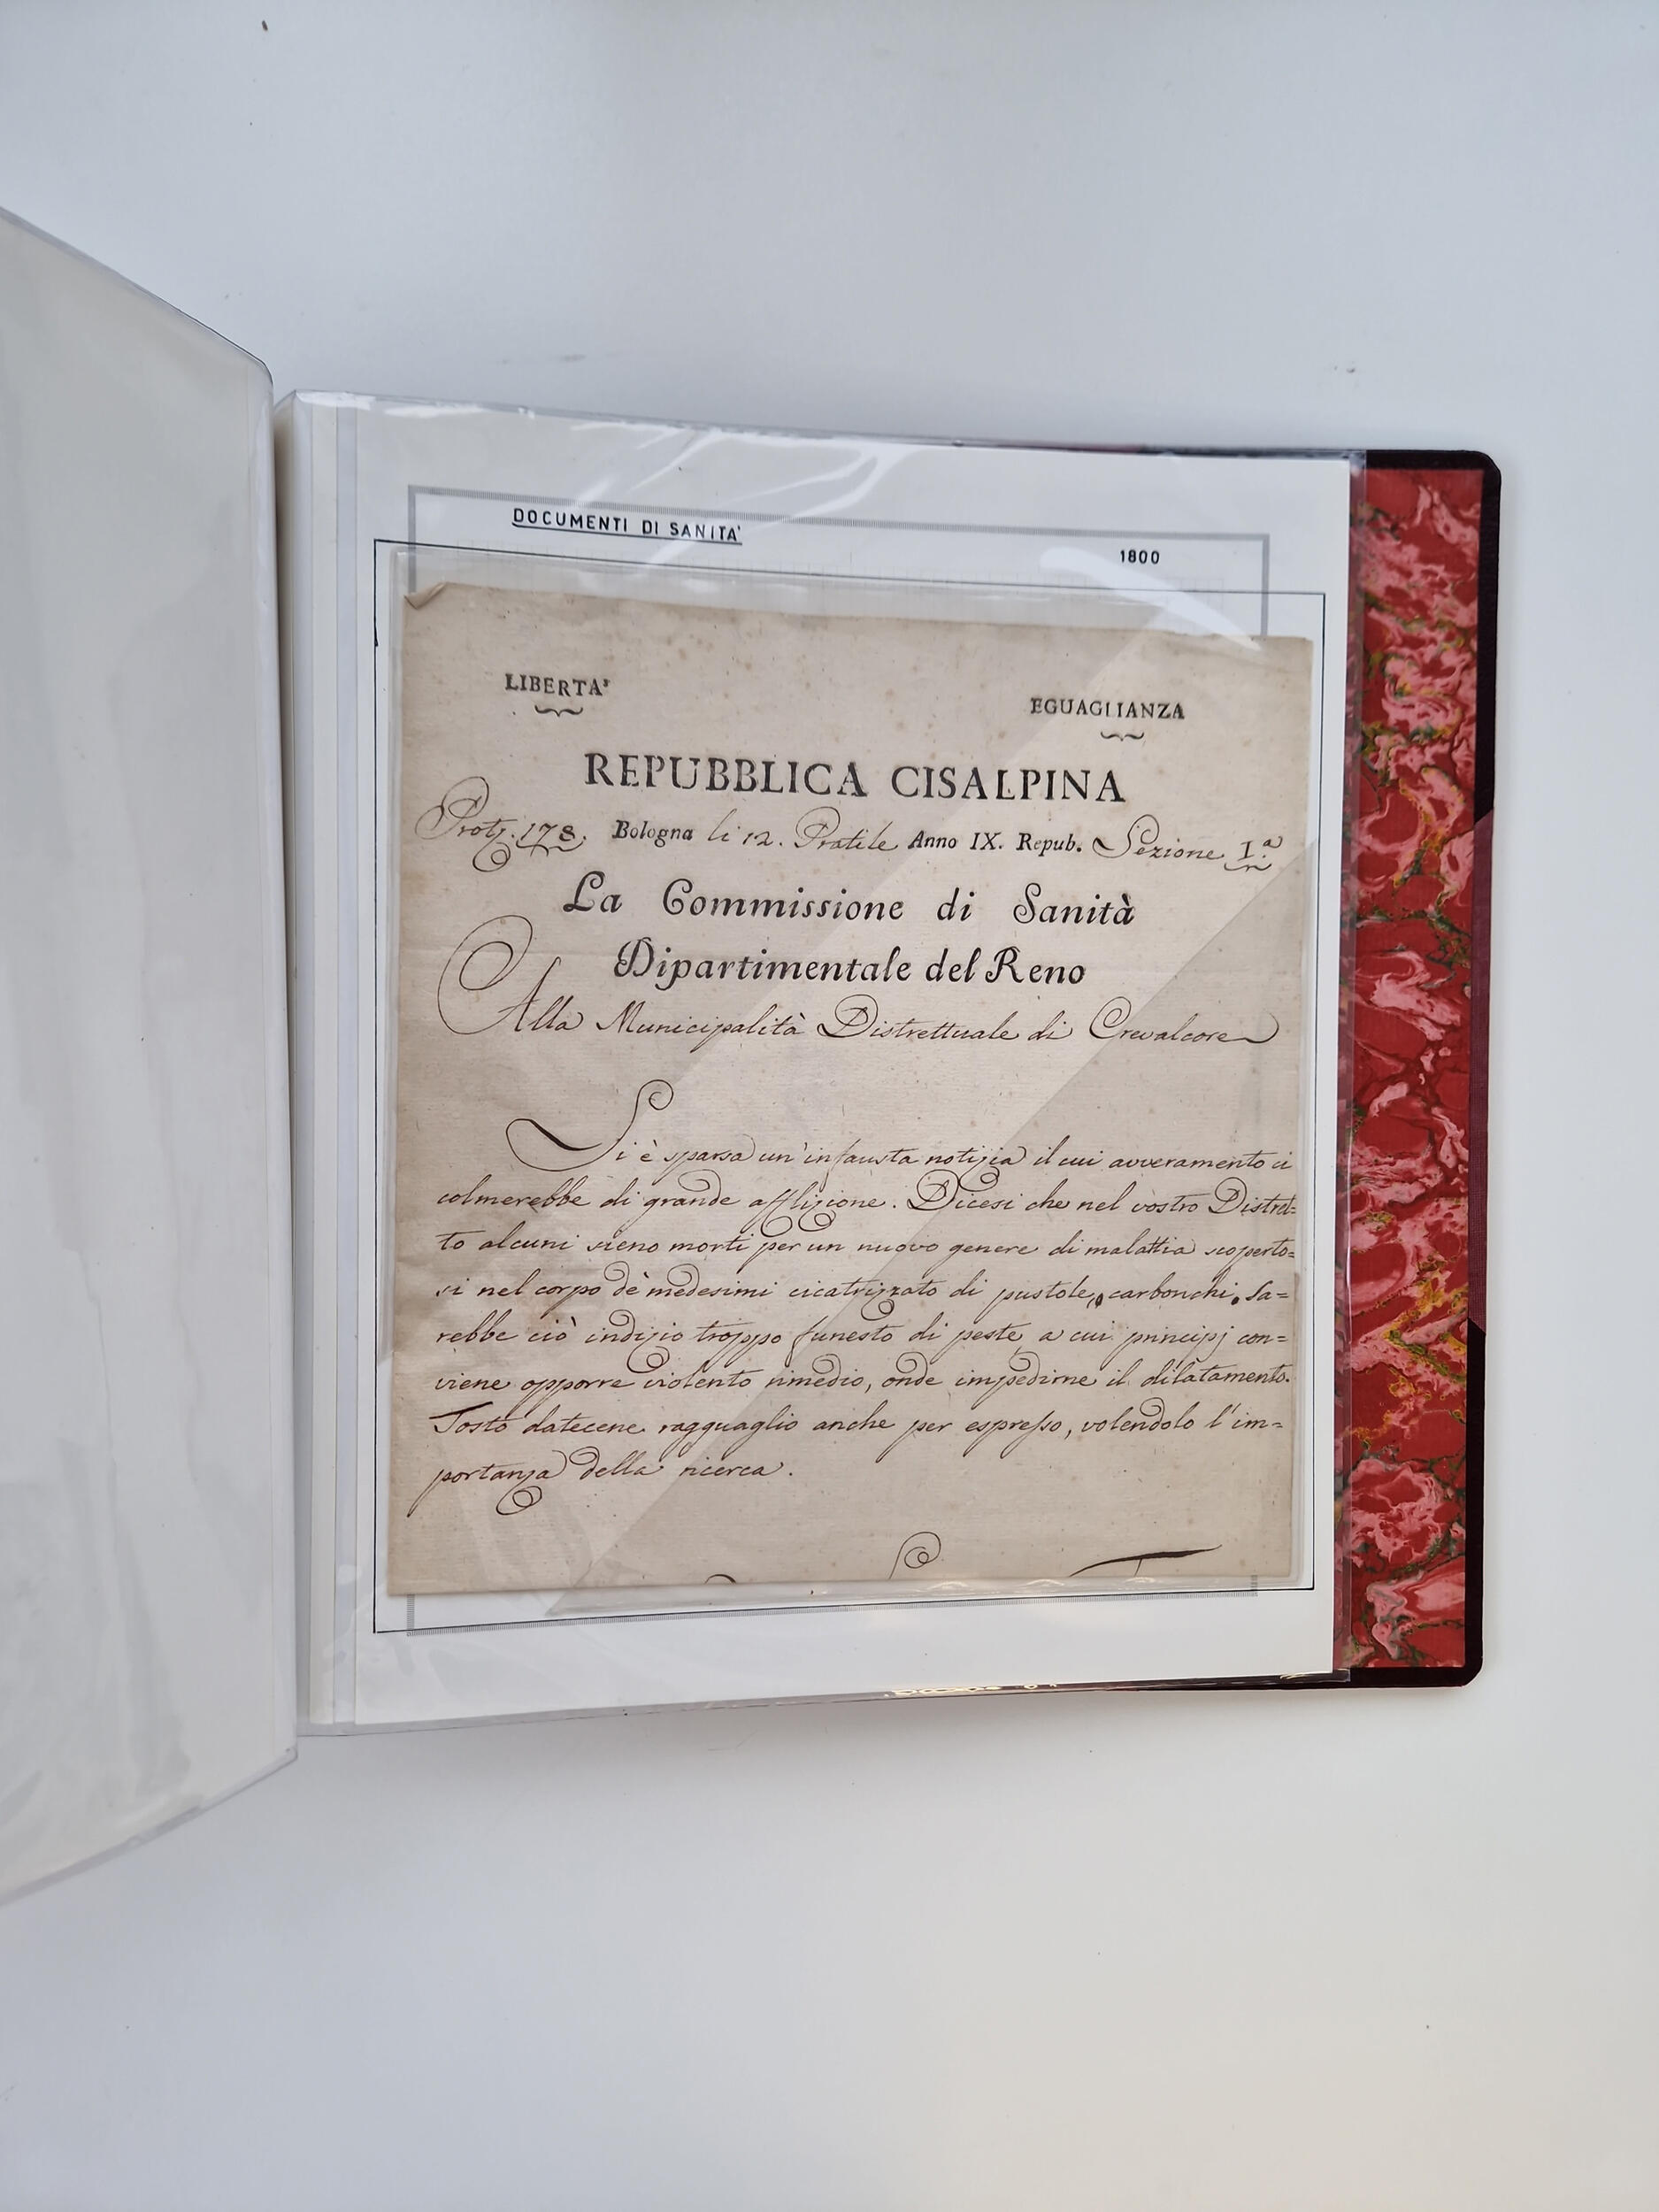 DOCUMENTI DI SANITA'
1800
LIBERTA'
EGUAGLIANZA
REPUBBLICA CISALPINA
Prot. 178. Bologna li 12. Pratile Anno IX. Repub. Sezione I.ª
La Commissione di Sanità
Dipartimentale del Reno
Alla Municipalità Distrettuale di Crevalcore
Si è sparsa un'infausta notizia il cui avveramento ci
colmerebbe di grande afflizione. Dicesi che nel vostro Distret=
to alcuni sieno morti per un nuovo genere di malattia scoperto=
si nel corpo de' medesimi cicatrizzato di pustole, o carbonchi. Sa=
rebbe ciò indizio troppo funesto di peste, a cui principj con=
viene opporre violento rimedio, onde impedirne il dilatamento.
Tosto datecene ragguaglio anche per espresso, volendolo l'im=
portanza della ricerca.